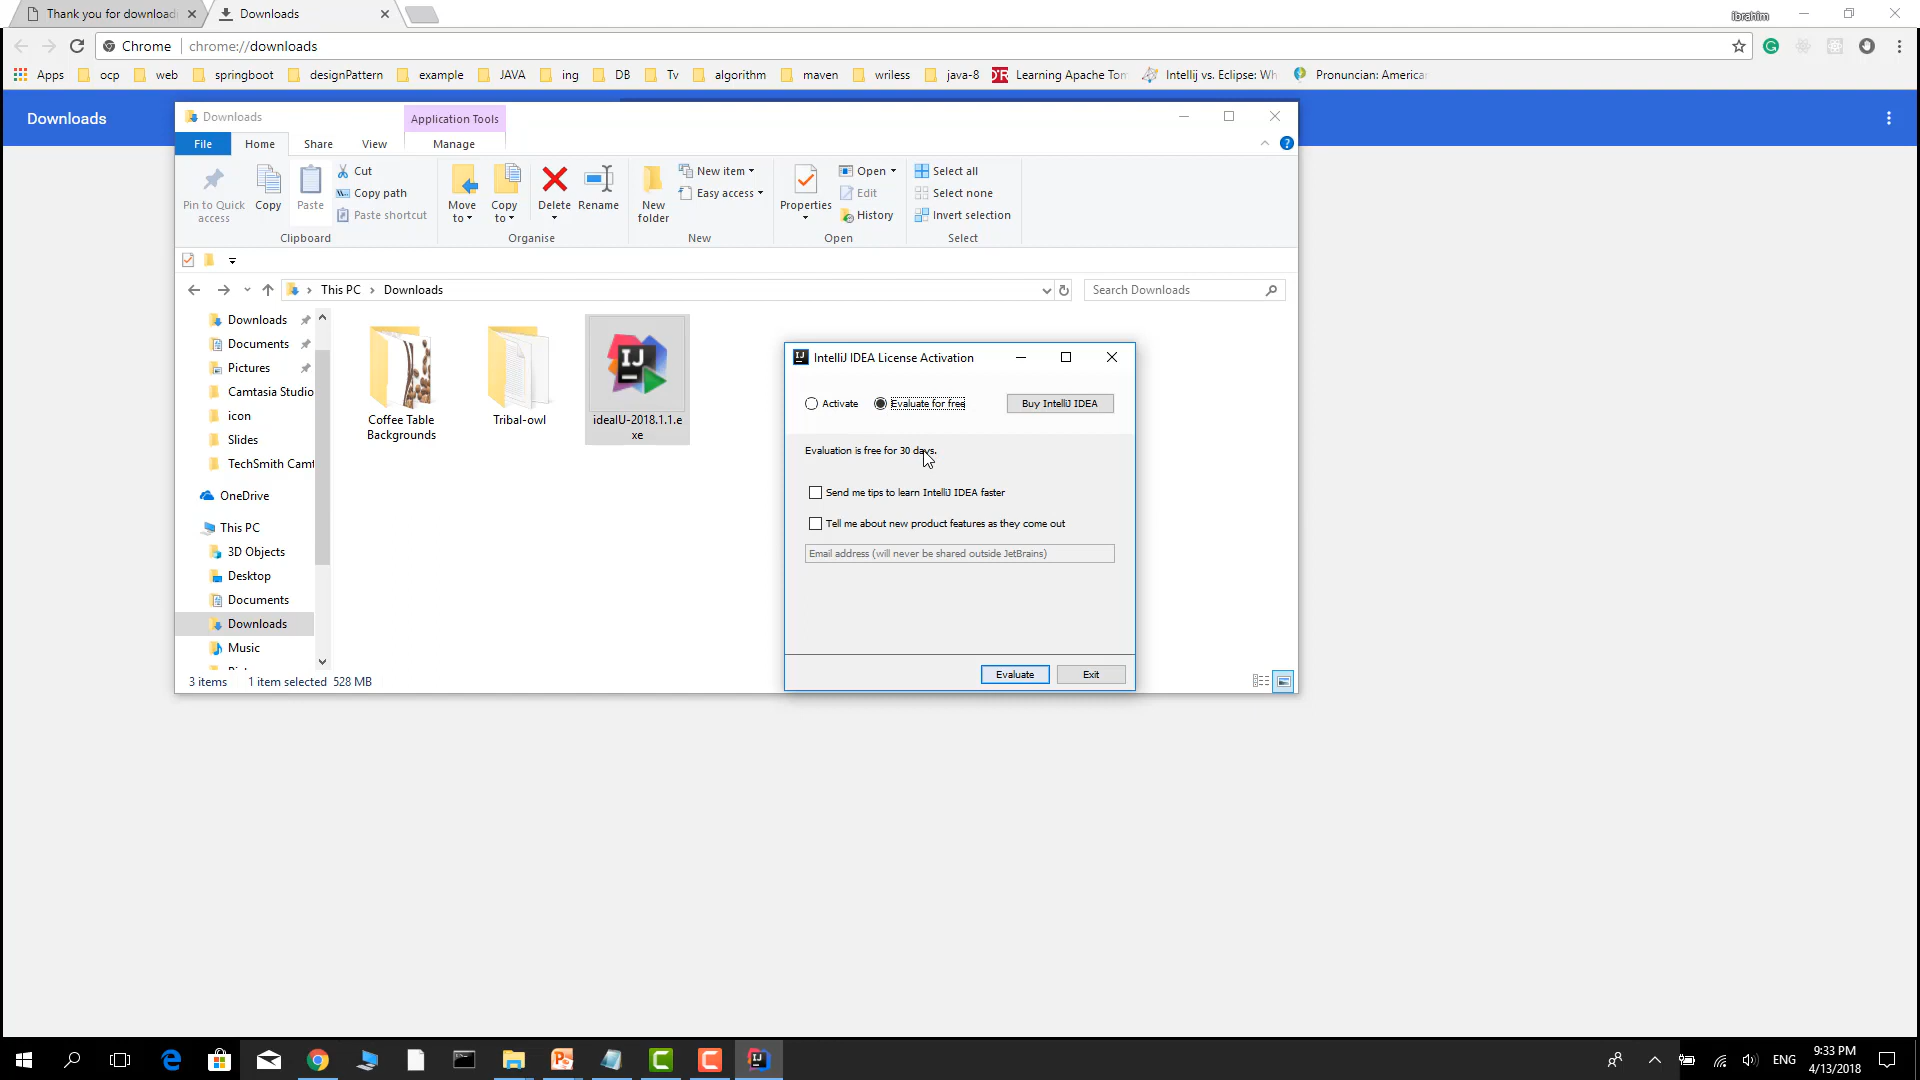 Thank you for download
Downloads
ibrahim
Chrome
chrome://downloads
Apps
ocp
web
springboot
designPattern
example
JAVA
ing
DB
Tv
algorithm
maven
wriless
java-8
Learning Apache Tom
Intellij vs. Eclipse: Wh
Pronuncian: America
Downloads
Downloads
Application Tools
File
Home
Share
View
Manage
Pin to Quick access
Copy
Paste
Cut
Copy path
Paste shortcut
Clipboard
Move to
Copy to
Delete
Rename
Organise
New folder
New item
Easy access
New
Properties
Open
Edit
History
Open
Select all
Select none
Invert selection
Select
This PC
Downloads
Search Downloads
Downloads
Documents
Pictures
Camtasia Studio
icon
Slides
TechSmith Camt
OneDrive
This PC
3D Objects
Desktop
Documents
Downloads
Music
Coffee Table
Backgrounds
Tribal-owl
IJ
ideaIU-2018.1.1.e
xe
3 items
1 item selected
528 MB
IntelliJ IDEA License Activation
Activate
Evaluate for free
Buy IntelliJ IDEA
Evaluation is free for 30 days.
Send me tips to learn IntelliJ IDEA faster
Tell me about new product features as they come out
Email address (will never be shared outside JetBrains)
Evaluate
Exit
ENG
9:33 PM
4/13/2018